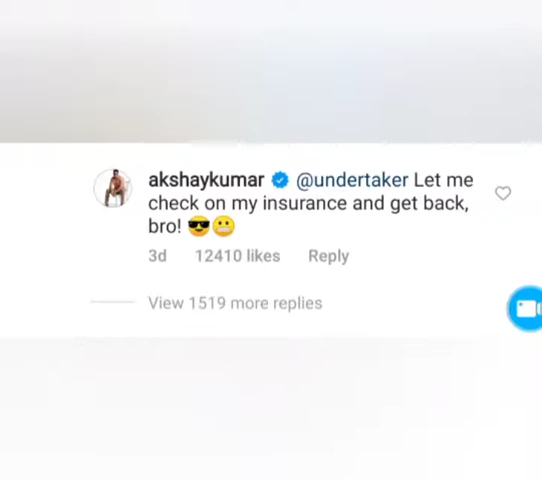 akshaykumar @undertaker Let me
check on my insurance and get back,
bro! 😎😬
3d 12410 likes Reply
View 1519 more replies